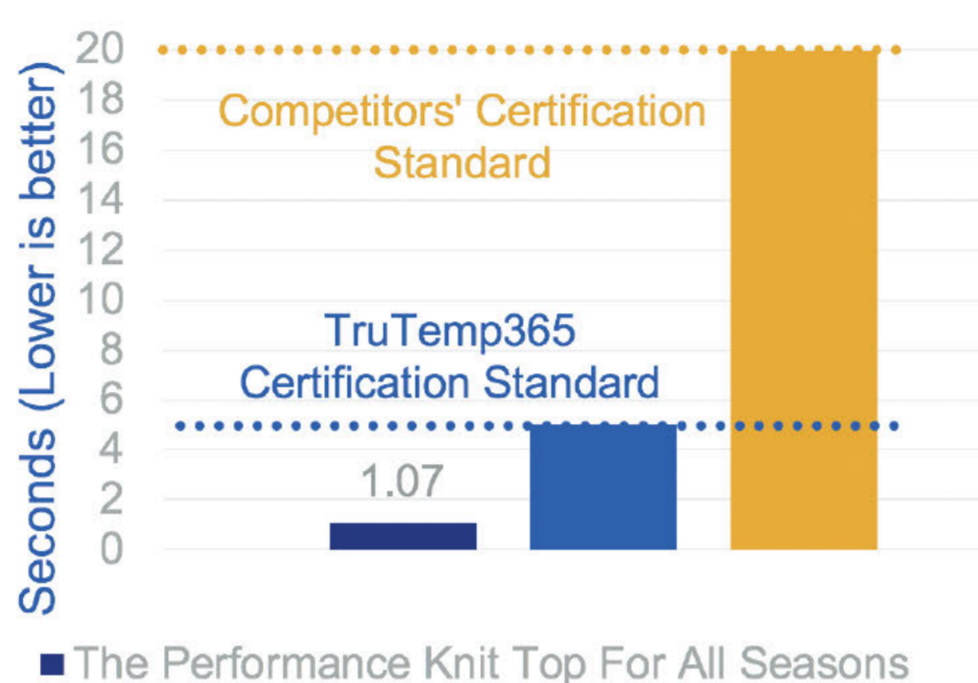 Seconds (Lower is better)
20
18
16
14
12
10
8
6
4
2
0
Competitors' Certification
Standard
TruTemp365
Certification Standard
1.07
The Performance Knit Top For All Seasons